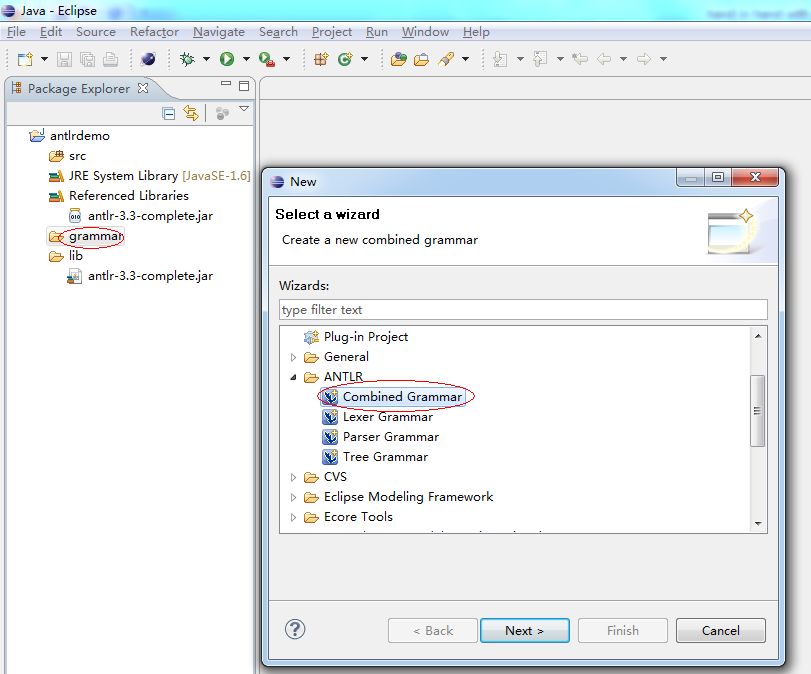 Java - Eclipse
File Edit Source Refactor Navigate Search Project Run Window Help
Package Explorer
antlrdemo
src
JRE System Library [JavaSE-1.6]
Referenced Libraries
antlr-3.3-complete.jar
grammar
lib
antlr-3.3-complete.jar
New
Select a wizard
Create a new combined grammar
Wizards:
type filter text
Plug-in Project
General
ANTLR
Combined Grammar
Lexer Grammar
Parser Grammar
Tree Grammar
CVS
Eclipse Modeling Framework
Ecore Tools
< Back Next > Finish Cancel